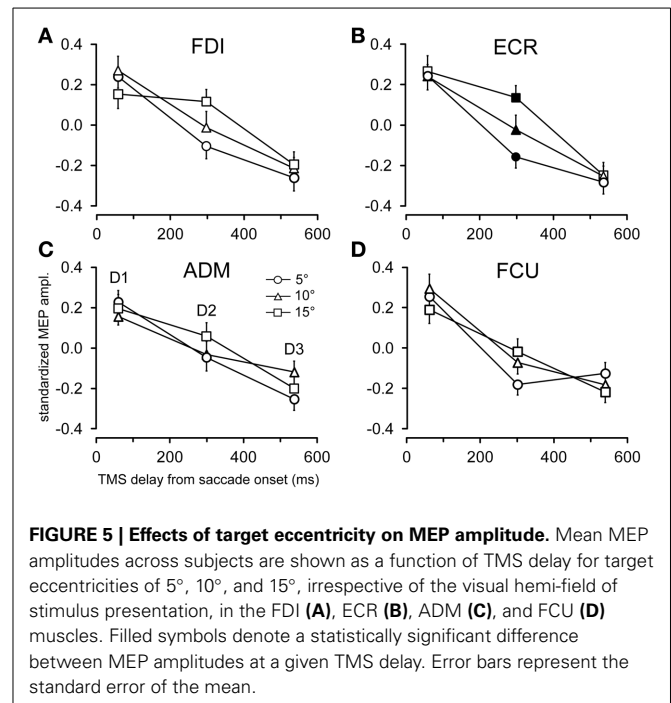 A
FDI
0.4
0.2
0.0
-0.2
-0.4
0 200 400 600
B
ECR
0.4
0.2
0.0
-0.2
-0.4
0 200 400 600
C
ADM
D1
D2
D3
5°
10°
15°
0.4
0.2
0.0
-0.2
-0.4
standardized MEP ampl.
0 200 400 600
TMS delay from saccade onset (ms)
D
FCU
0.4
0.2
0.0
-0.2
-0.4
0 200 400 600
FIGURE 5 | Effects of target eccentricity on MEP amplitude. Mean MEP
amplitudes across subjects are shown as a function of TMS delay for target
eccentricities of 5°, 10°, and 15°, irrespective of the visual hemi-field of
stimulus presentation, in the FDI (A), ECR (B), ADM (C), and FCU (D)
muscles. Filled symbols denote a statistically significant difference
between MEP amplitudes at a given TMS delay. Error bars represent the
standard error of the mean.